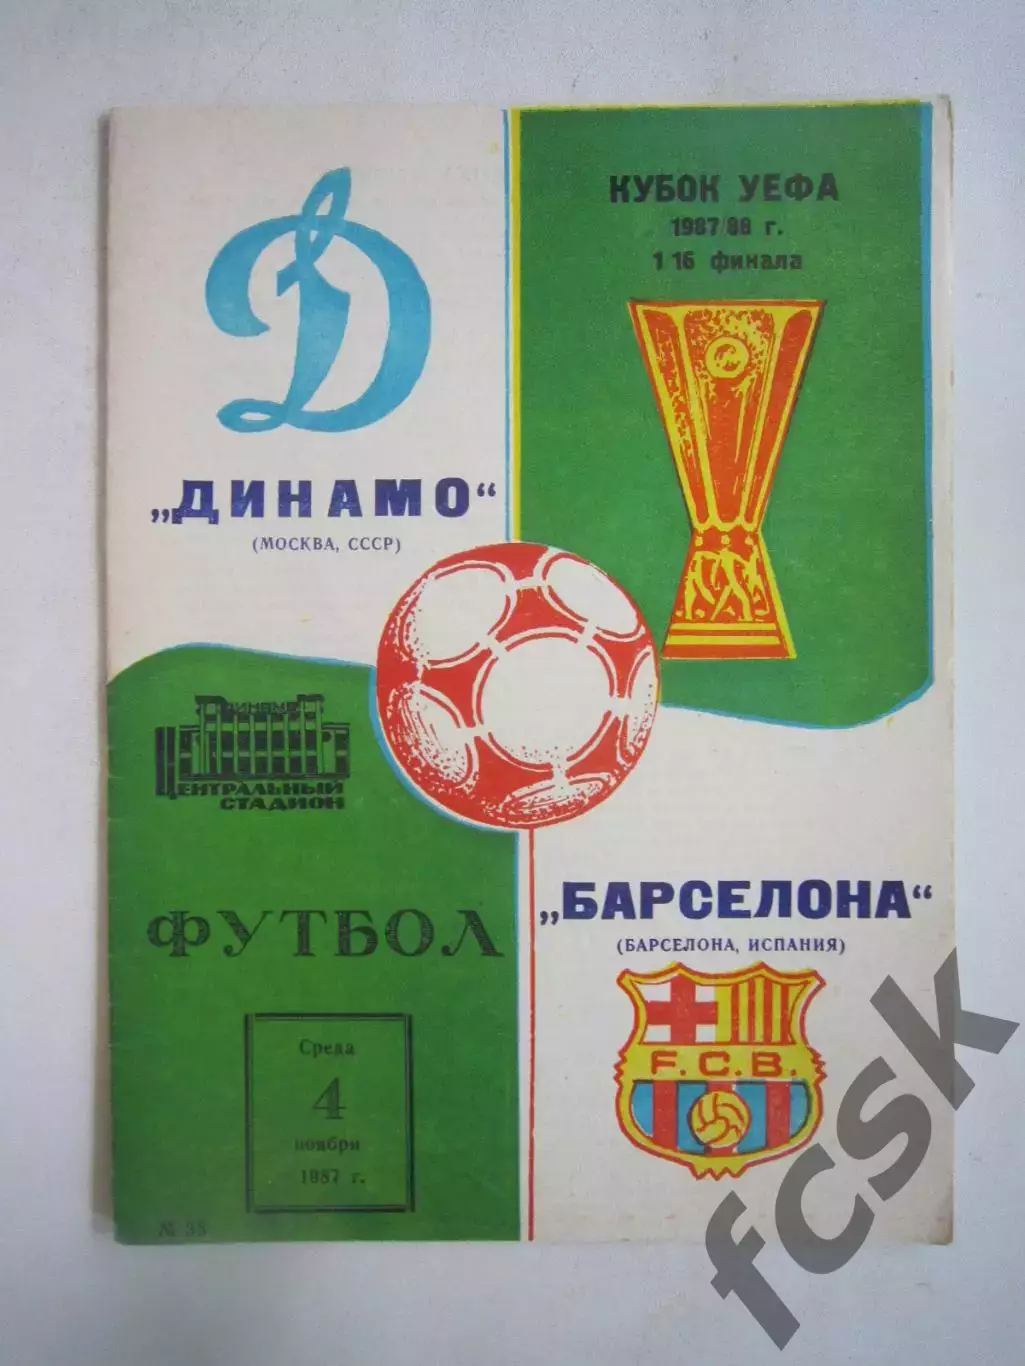 КУБОК УЕФА
1987/88 г.
1 16 финала
„ДИНАМО“
(МОСКВА, СССР)
ДИНАМО
ЦЕНТРАЛЬНЫЙ
СТАДИОН
ФУТБОЛ
Среда
4
ноября
1987 г.
„БАРСЕЛОНА“
(БАРСЕЛОНА, ИСПАНИЯ)
F.C.B.
fcsk